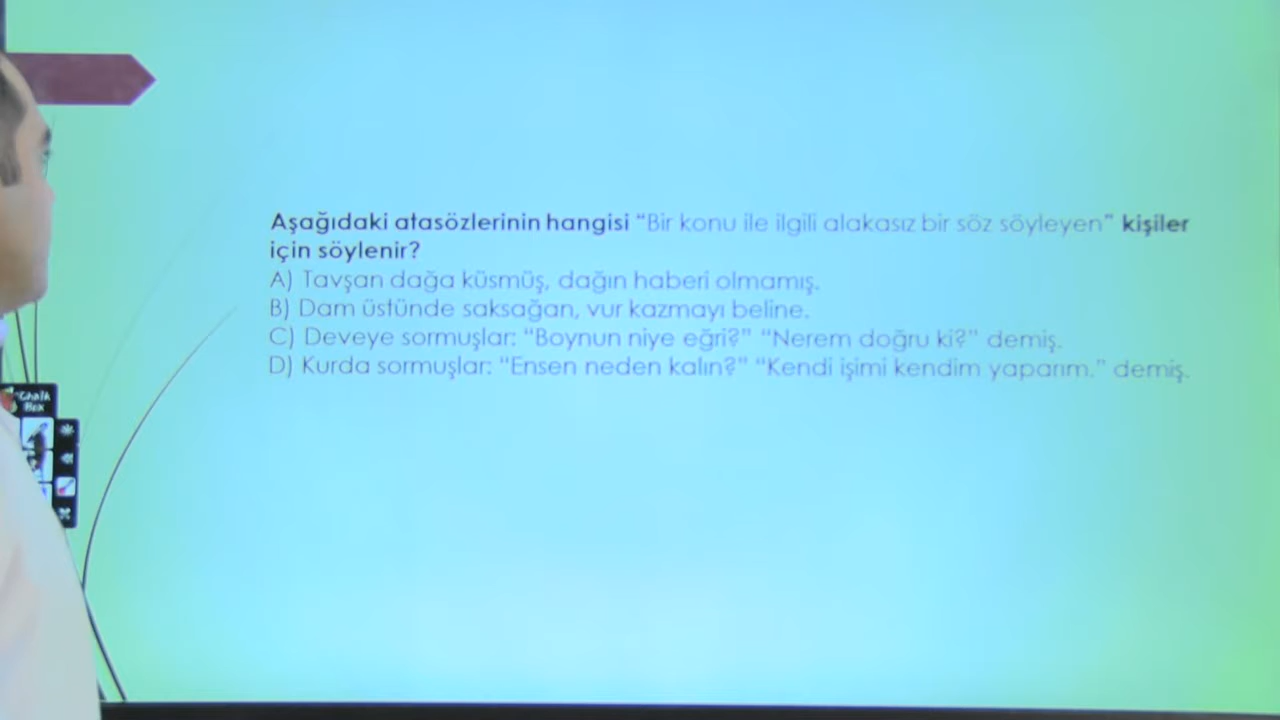 Aşağıdaki atasözlerinin hangisi “Bir konu ile ilgili alakasız bir söz söyleyen” kişiler
için söylenir?
A) Tavşan dağa küsmüş, dağın haberi olmamış.
B) Dam üstünde saksağan, vur kazmayı beline.
C) Deveye sormuşlar: “Boynun niye eğri?” “Nerem doğru ki?” demiş.
D) Kurda sormuşlar: “Ensen neden kalın?” “Kendi işimi kendim yaparım.” demiş.
Chalk
Box